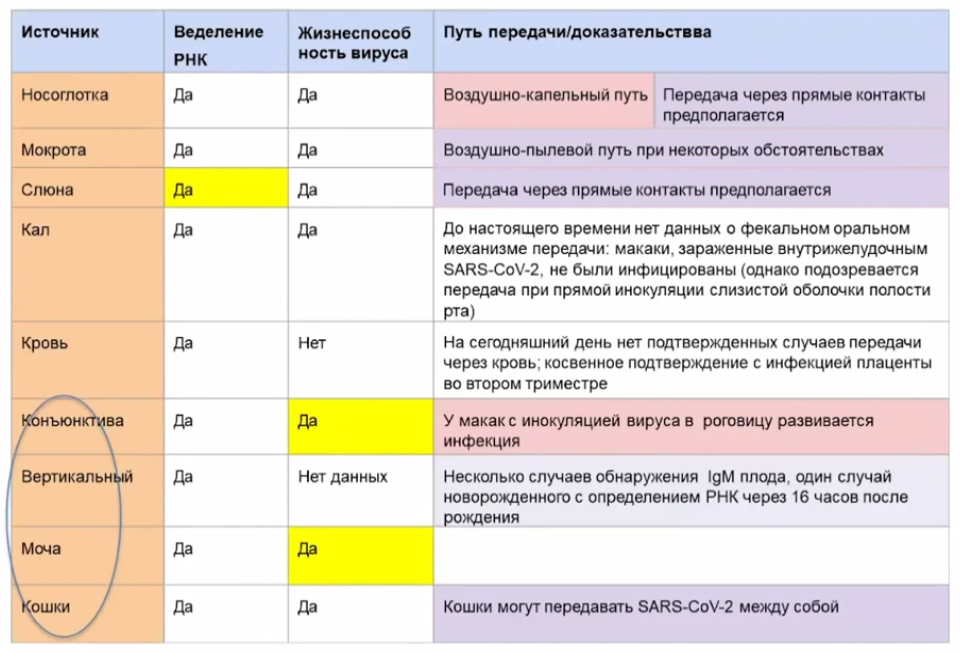 Источник
Веделение
РНК
Жизнеспособ
ность вируса
Путь передачи/доказательствва
Носоглотка
Да
Да
Воздушно-капельный путь
Передача через прямые контакты
предполагается
Мокрота
Да
Да
Воздушно-пылевой путь при некоторых обстоятельствах
Слюна
Да
Да
Передача через прямые контакты предполагается
Кал
Да
Да
До настоящего времени нет данных о фекальном оральном
механизме передачи: макаки, зараженные внутрижелудочным
SARS-CoV-2, не были инфицированы (однако подозревается
передача при прямой инокуляции слизистой оболочки полости
рта)
Кровь
Да
Нет
На сегодняшний день нет подтвержденных случаев передачи
через кровь; косвенное подтверждение с инфекцией плаценты
во втором триместре
Конъюнктива
Да
Да
У макак с инокуляцией вируса в роговицу развивается
инфекция
Вертикальный
Да
Нет данных
Несколько случаев обнаружения IgM плода, один случай
новорожденного с определением РНК через 16 часов после
рождения
Моча
Да
Да
Кошки
Да
Да
Кошки могут передавать SARS-CoV-2 между собой